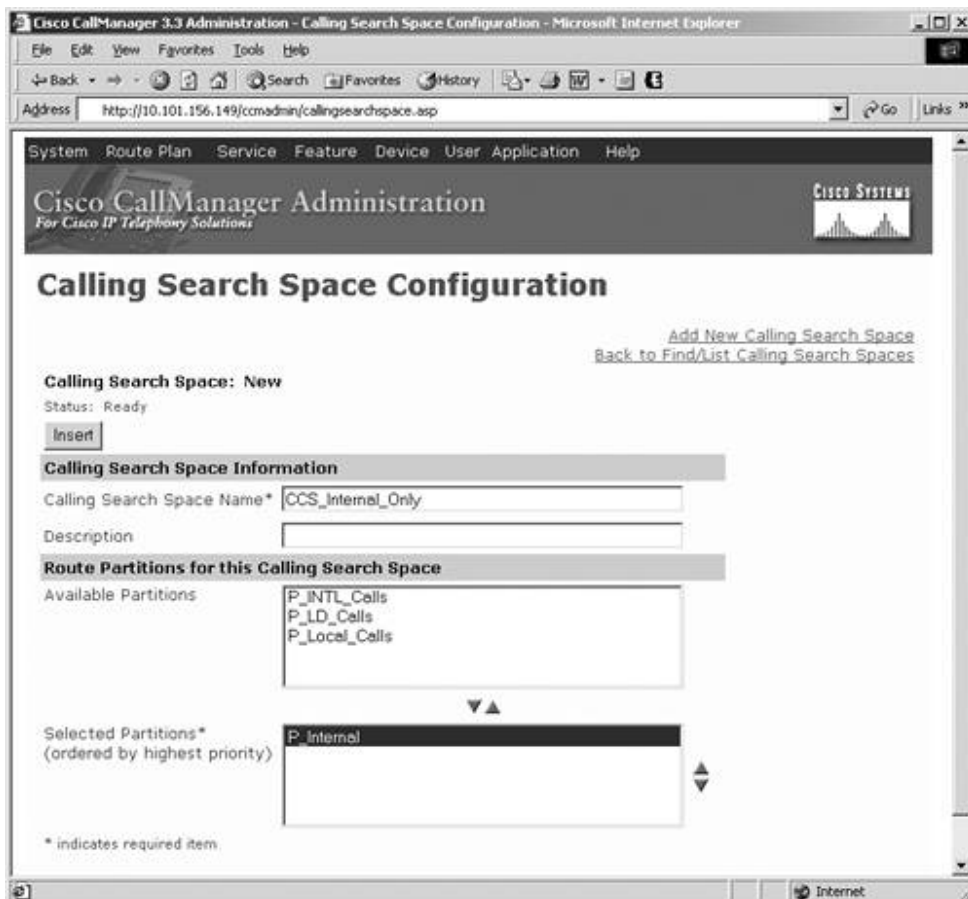 Cisco CallManager 3.3 Administration - Calling Search Space Configuration - Microsoft Internet Explorer
File Edit View Favorites Tools Help
Back Search Favorites History
Address http://10.101.156.149/ccmadmin/callingsearchspace.asp Go Links »
System Route Plan Service Feature Device User Application Help
Cisco CallManager Administration
For Cisco IP Telephony Solutions
CISCO SYSTEMS
Calling Search Space Configuration
Add New Calling Search Space
Back to Find/List Calling Search Spaces
Calling Search Space: New
Status: Ready
Insert
Calling Search Space Information
Calling Search Space Name* CCS_Internal_Only
Description
Route Partitions for this Calling Search Space
Available Partitions
P_INTL_Calls
P_LD_Calls
P_Local_Calls
Selected Partitions*
(ordered by highest priority)
P_Internal
* indicates required item
Internet